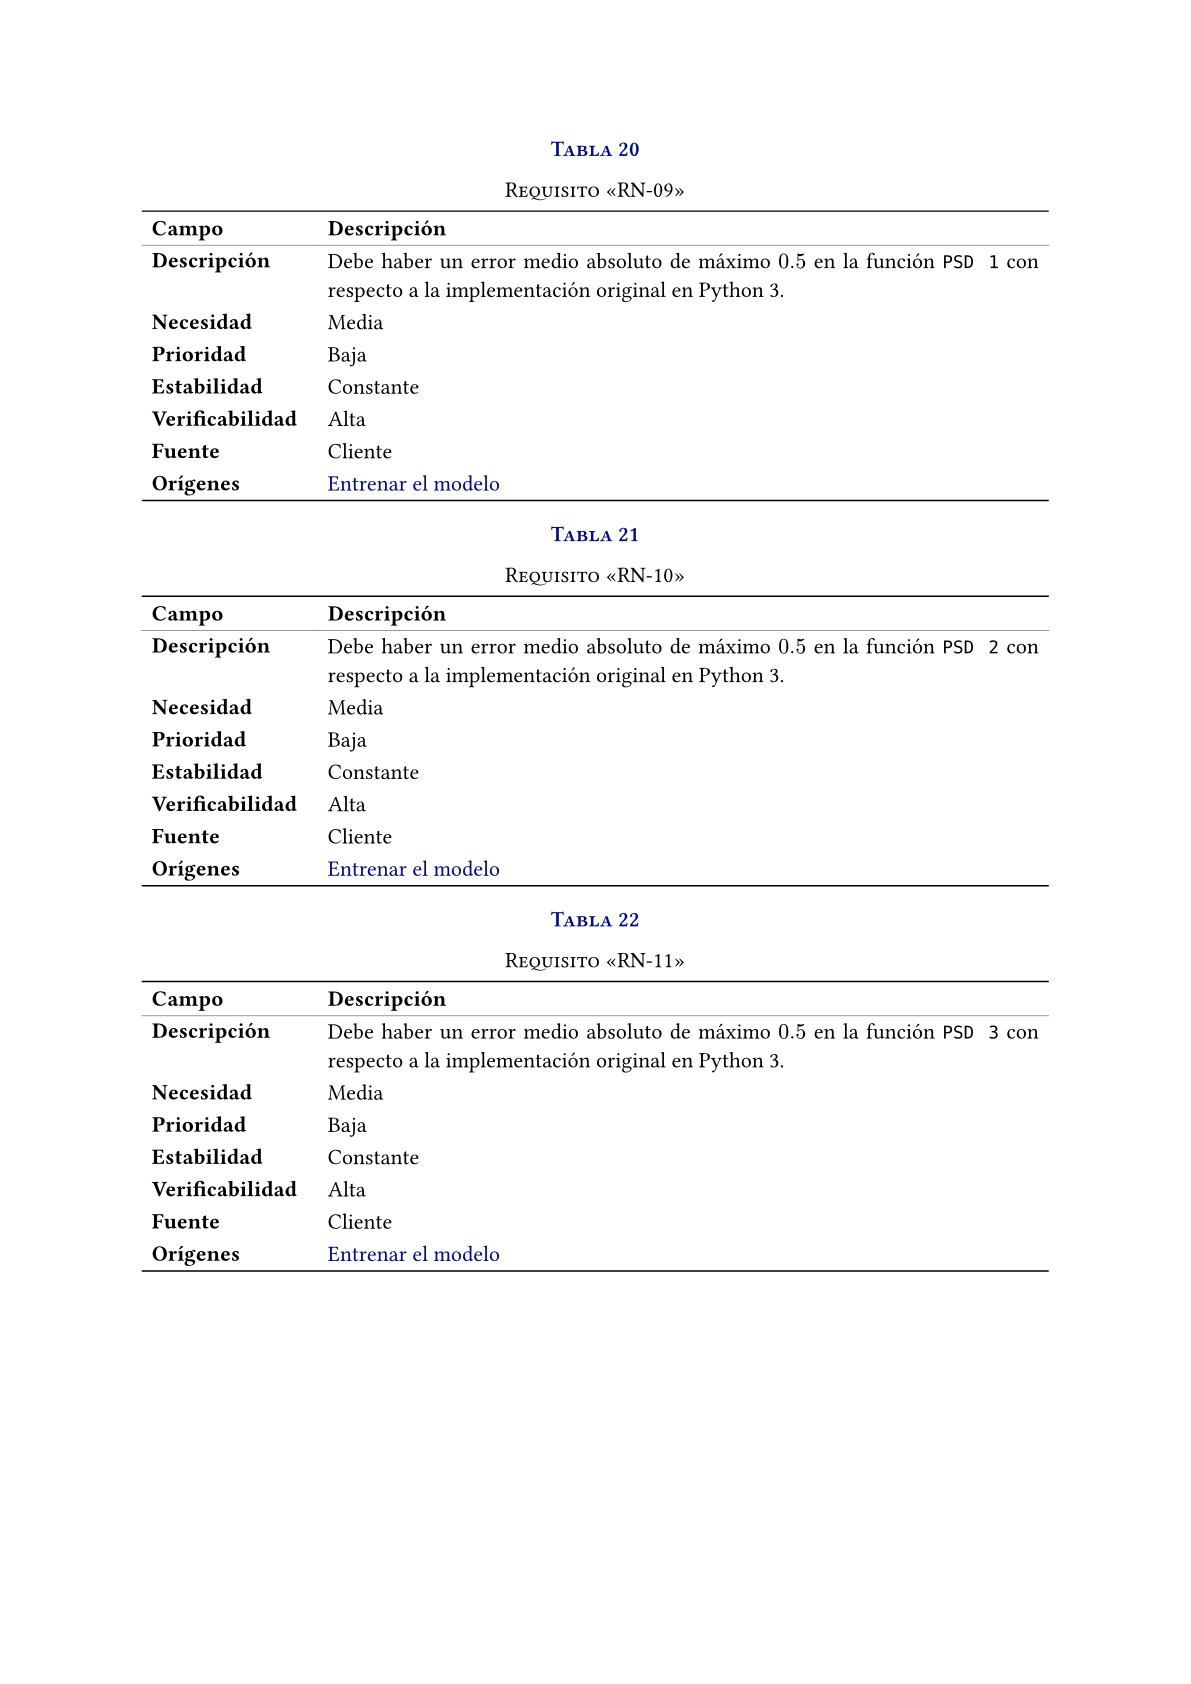 Tabla 20
Requisito «RN-09»
Campo Descripción
Descripción Debe haber un error medio absoluto de máximo 0.5 en la función PSD 1 con
respecto a la implementación original en Python 3.
Necesidad Media
Prioridad Baja
Estabilidad Constante
Verificabilidad Alta
Fuente Cliente
Orígenes Entrenar el modelo
Tabla 21
Requisito «RN-10»
Campo Descripción
Descripción Debe haber un error medio absoluto de máximo 0.5 en la función PSD 2 con
respecto a la implementación original en Python 3.
Necesidad Media
Prioridad Baja
Estabilidad Constante
Verificabilidad Alta
Fuente Cliente
Orígenes Entrenar el modelo
Tabla 22
Requisito «RN-11»
Campo Descripción
Descripción Debe haber un error medio absoluto de máximo 0.5 en la función PSD 3 con
respecto a la implementación original en Python 3.
Necesidad Media
Prioridad Baja
Estabilidad Constante
Verificabilidad Alta
Fuente Cliente
Orígenes Entrenar el modelo